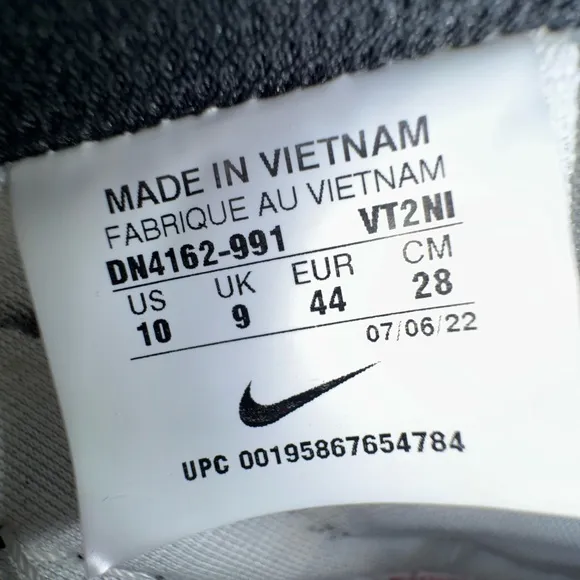 MADE IN VIETNAM
FABRIQUE AU VIETNAM
DN4162-991 VT2NI
US UK EUR CM
10 9 44 28
07/06/22
UPC 00195867654784